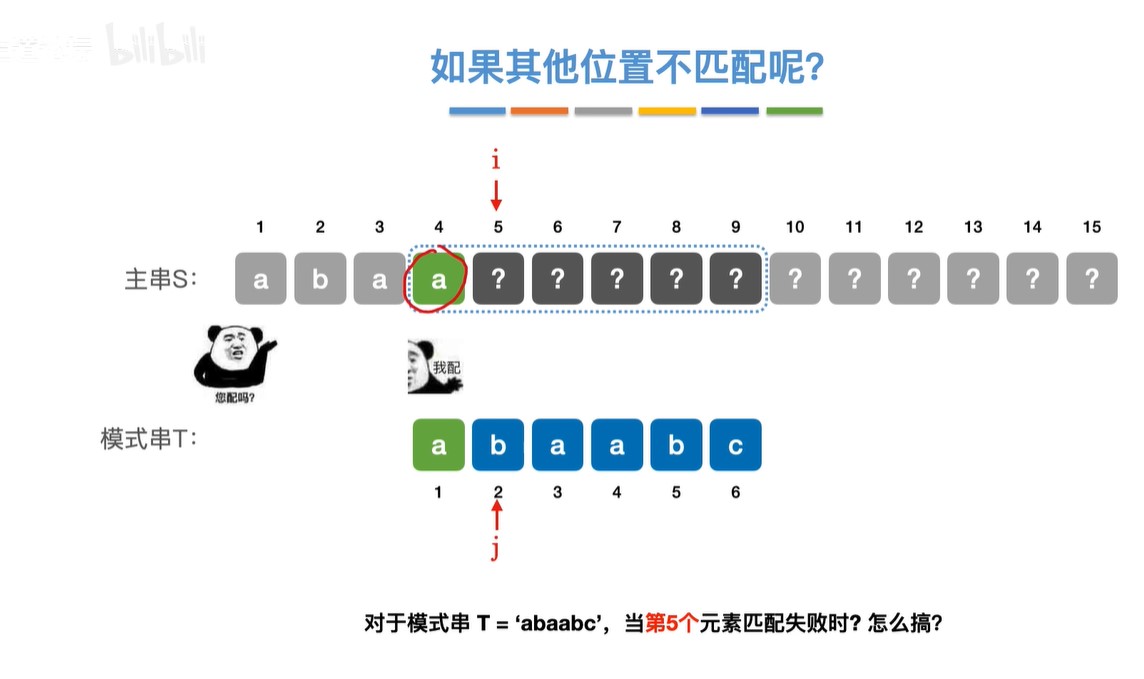 bilibili
如果其他位置不匹配呢?
i
1 2 3 4 5 6 7 8 9 10 11 12 13 14 15
主串S: a b a a ? ? ? ? ? ? ? ? ? ? ?
我配
您配吗?
模式串T: a b a a b c
1 2 3 4 5 6
j
对于模式串 T = ‘abaabc’，当第5个元素匹配失败时? 怎么搞?